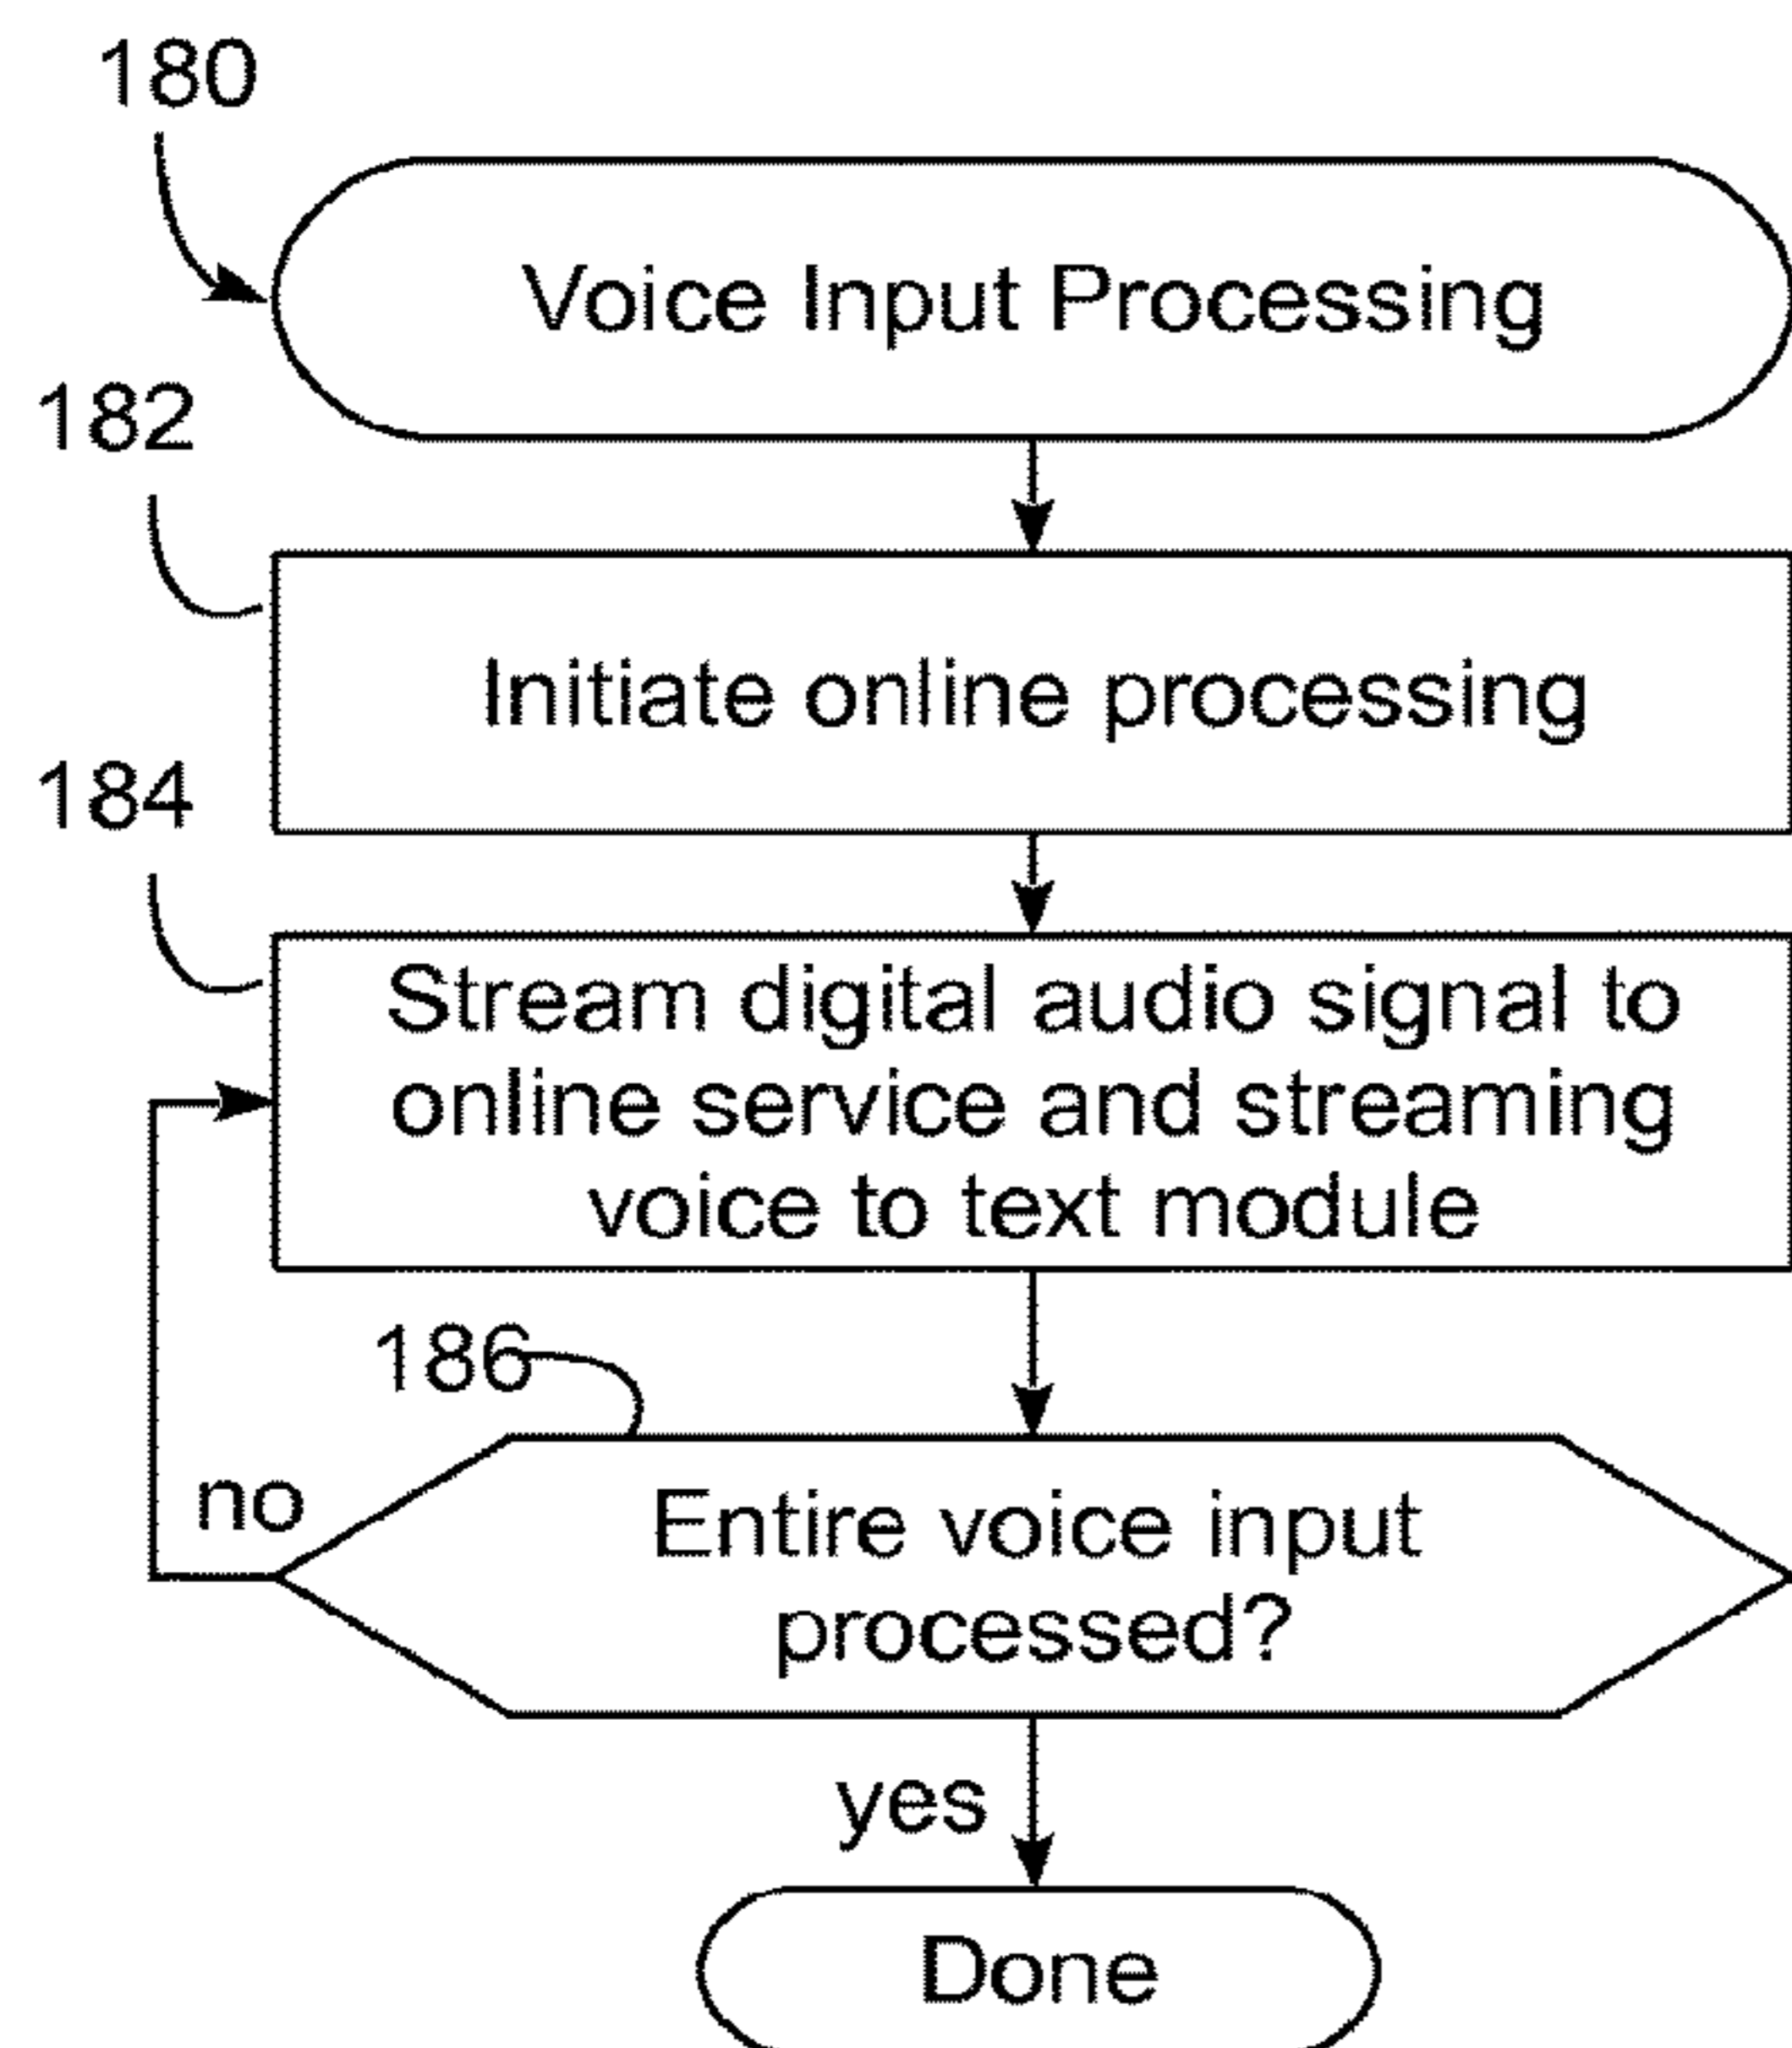 180
Voice Input Processing
182
Initiate online processing
184
Stream digital audio signal to
online service and streaming
voice to text module
186
no
Entire voice input
processed?
yes
Done